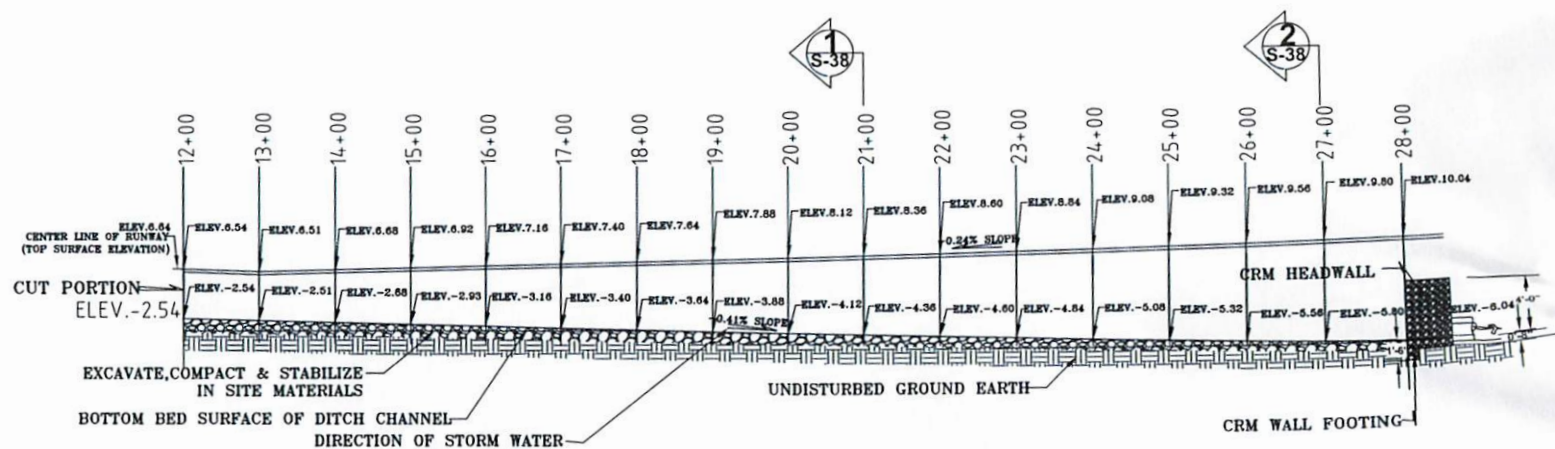 1
S-38
2
S-38
12+00
13+00
14+00
15+00
16+00
17+00
18+00
19+00
20+00
21+00
22+00
23+00
24+00
25+00
26+00
27+00
28+00
ELEV.6.64
CENTER LINE OF RUNWAY
(TOP SURFACE ELEVATION)
ELEV.6.54
ELEV.6.51
ELEV.6.68
ELEV.6.92
ELEV.7.16
ELEV.7.40
ELEV.7.64
ELEV.7.88
ELEV.8.12
ELEV.8.36
ELEV.8.60
ELEV.8.84
ELEV.9.08
ELEV.9.32
ELEV.9.56
ELEV.9.80
ELEV.10.04
0.24% SLOPE
CUT PORTION
ELEV.-2.54
ELEV.-2.54
ELEV.-2.51
ELEV.-2.68
ELEV.-2.93
ELEV.-3.16
ELEV.-3.40
ELEV.-3.64
ELEV.-3.88
ELEV.-4.12
ELEV.-4.36
ELEV.-4.60
ELEV.-4.84
ELEV.-5.08
ELEV.-5.32
ELEV.-5.56
ELEV.-5.80
ELEV.-6.04
0.41% SLOPE
CRM HEADWALL
4'-0"
1'-6"
EXCAVATE,COMPACT & STABILIZE
IN SITE MATERIALS
BOTTOM BED SURFACE OF DITCH CHANNEL
DIRECTION OF STORM WATER
UNDISTURBED GROUND EARTH
CRM WALL FOOTING